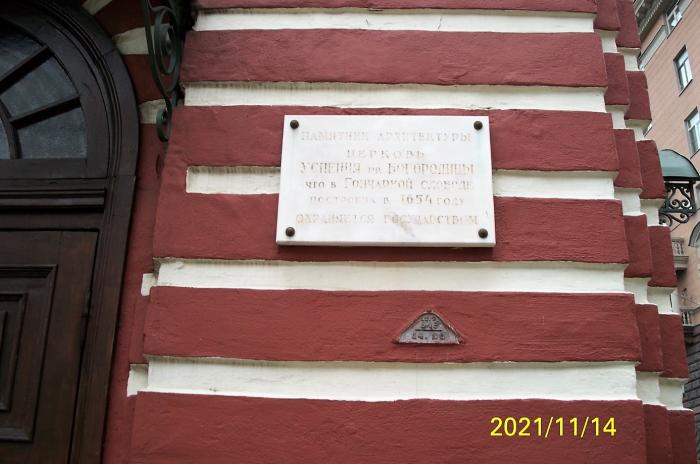 ПАМЯТНИК АРХИТЕКТУРЫ
ЦЕРКОВЬ
УСПЕНИЯ ПР. БОГОРОДИЦЫ
ЧТО В ГОНЧАРНОЙ СЛОБОДЕ
ПОСТРОЕНА В 1654 ГОДУ
ОХРАНЯЕТСЯ ГОСУДАРСТВОМ
2021/11/14